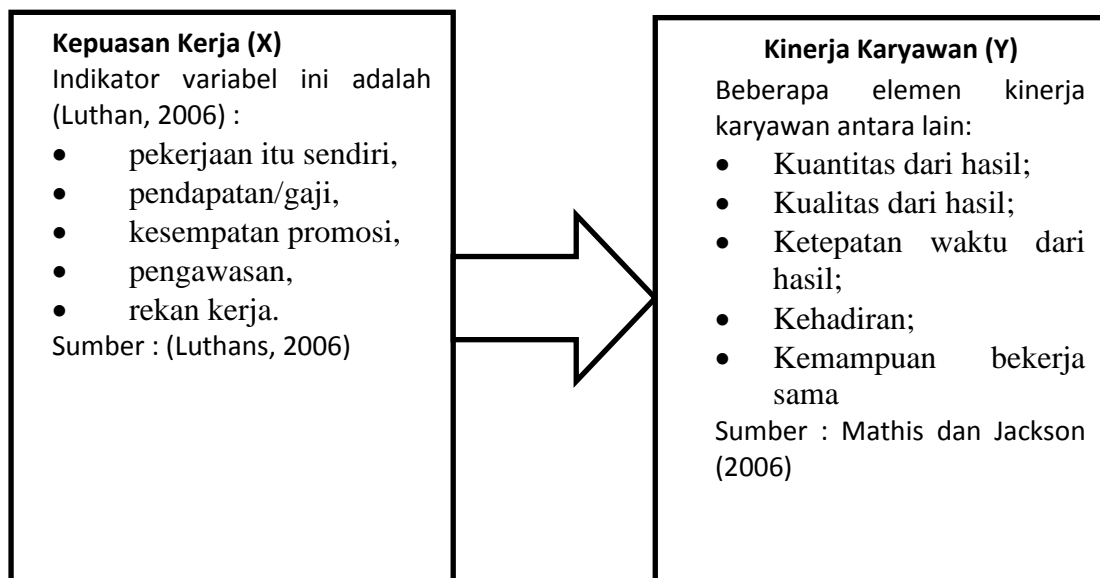 Kepuasan Kerja (X)
Indikator variabel ini adalah
(Luthan, 2006) :
• pekerjaan itu sendiri,
• pendapatan/gaji,
• kesempatan promosi,
• pengawasan,
• rekan kerja.
Sumber : (Luthans, 2006)
Kinerja Karyawan (Y)
Beberapa elemen kinerja
karyawan antara lain:
• Kuantitas dari hasil;
• Kualitas dari hasil;
• Ketepatan waktu dari
hasil;
• Kehadiran;
• Kemampuan bekerja
sama
Sumber : Mathis dan Jackson
(2006)